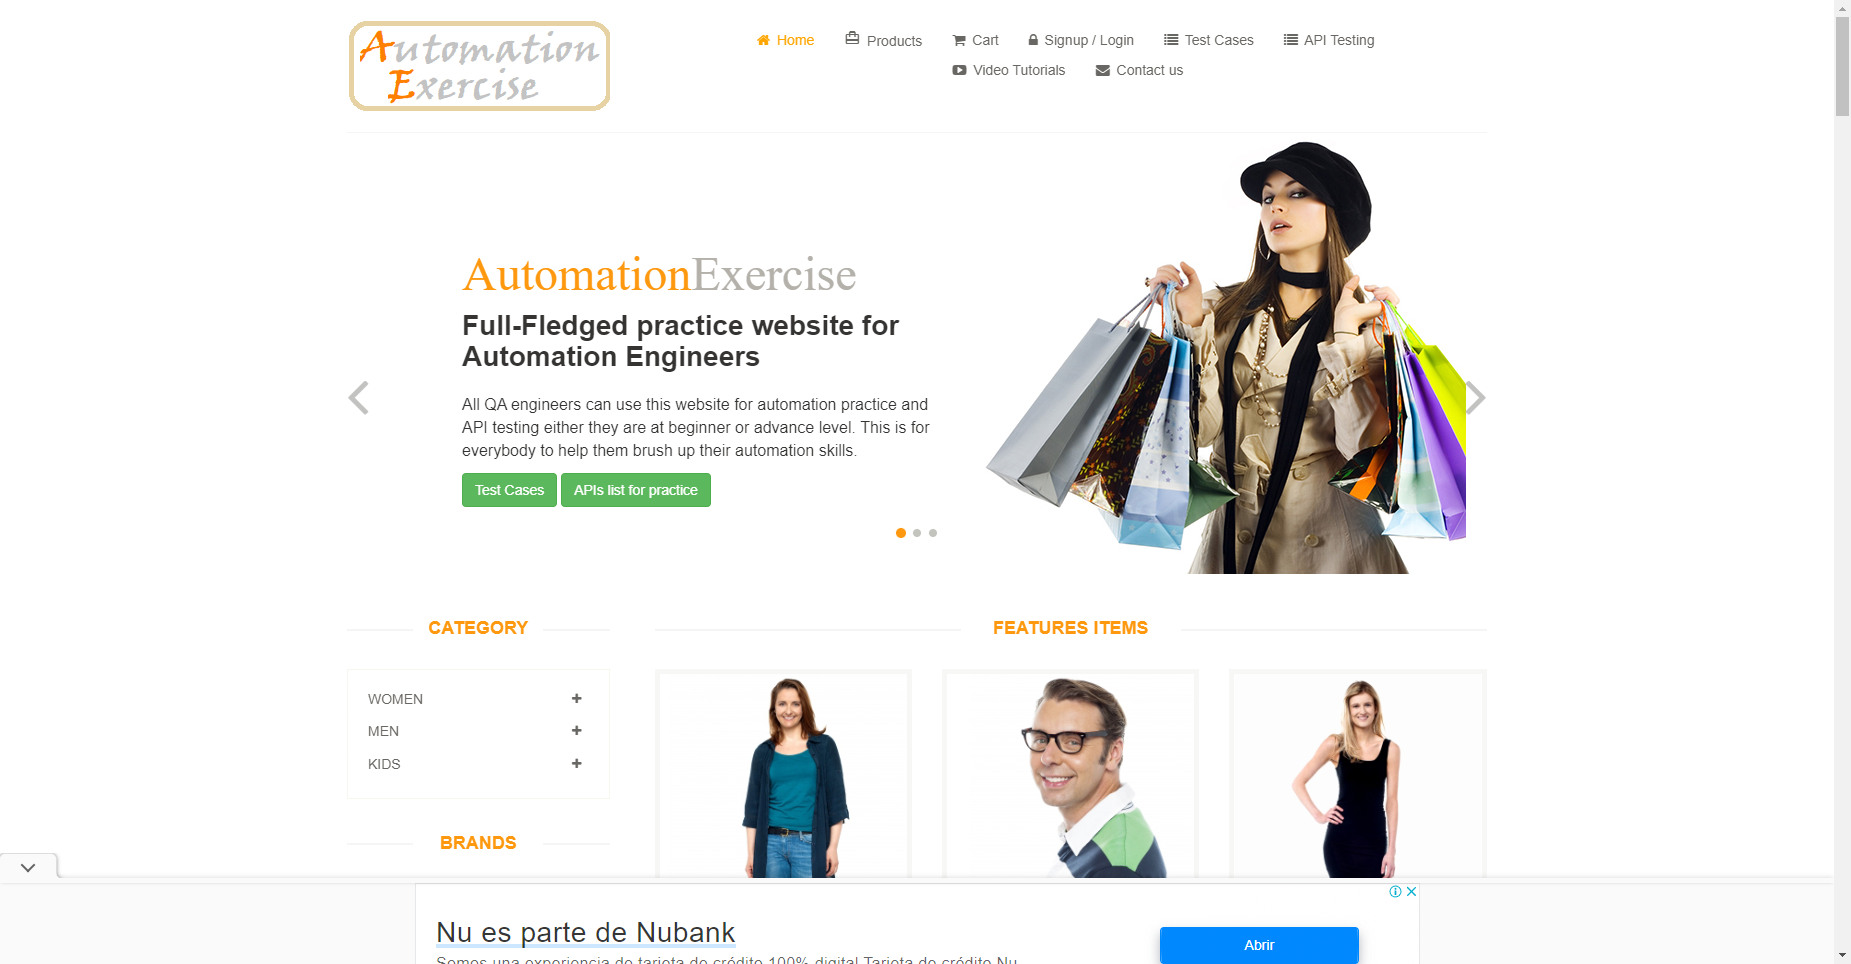 Automation
Exercise
Home
Products
Cart
Signup / Login
Test Cases
API Testing
Video Tutorials
Contact us
AutomationExercise
Full-Fledged practice website for
Automation Engineers
All QA engineers can use this website for automation practice and
API testing either they are at beginner or advance level. This is for
everybody to help them brush up their automation skills.
Test Cases
APIs list for practice
CATEGORY
WOMEN
MEN
KIDS
BRANDS
FEATURES ITEMS
Nu es parte de Nubank
Somos una experiencia de tarjeta de crédito 100% digital Tarjeta de crédito Nu
Abrir